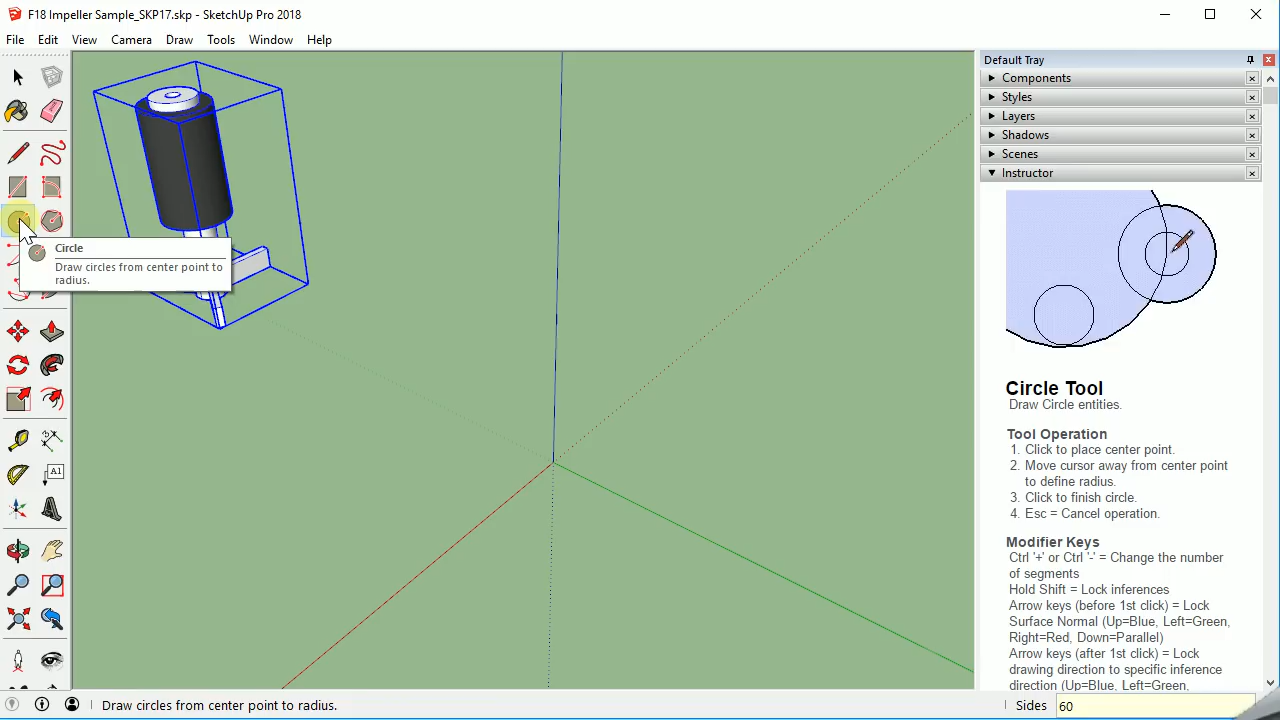 F18 Impeller Sample_SKP17.skp - SketchUp Pro 2018
File Edit View Camera Draw Tools Window Help
Default Tray
Components
Styles
Layers
Shadows
Scenes
Instructor
Circle
Draw circles from center point to
radius.
A1
Circle Tool
Draw Circle entities.
Tool Operation
1. Click to place center point.
2. Move cursor away from center point
to define radius.
3. Click to finish circle.
4. Esc = Cancel operation.
Modifier Keys
Ctrl '+' or Ctrl '-' = Change the number
of segments
Hold Shift = Lock inferences
Arrow keys (before 1st click) = Lock
Surface Normal (Up=Blue, Left=Green,
Right=Red, Down=Parallel)
Arrow keys (after 1st click) = Lock
drawing direction to specific inference
direction (Up=Blue, Left=Green,
Draw circles from center point to radius.
Sides 60